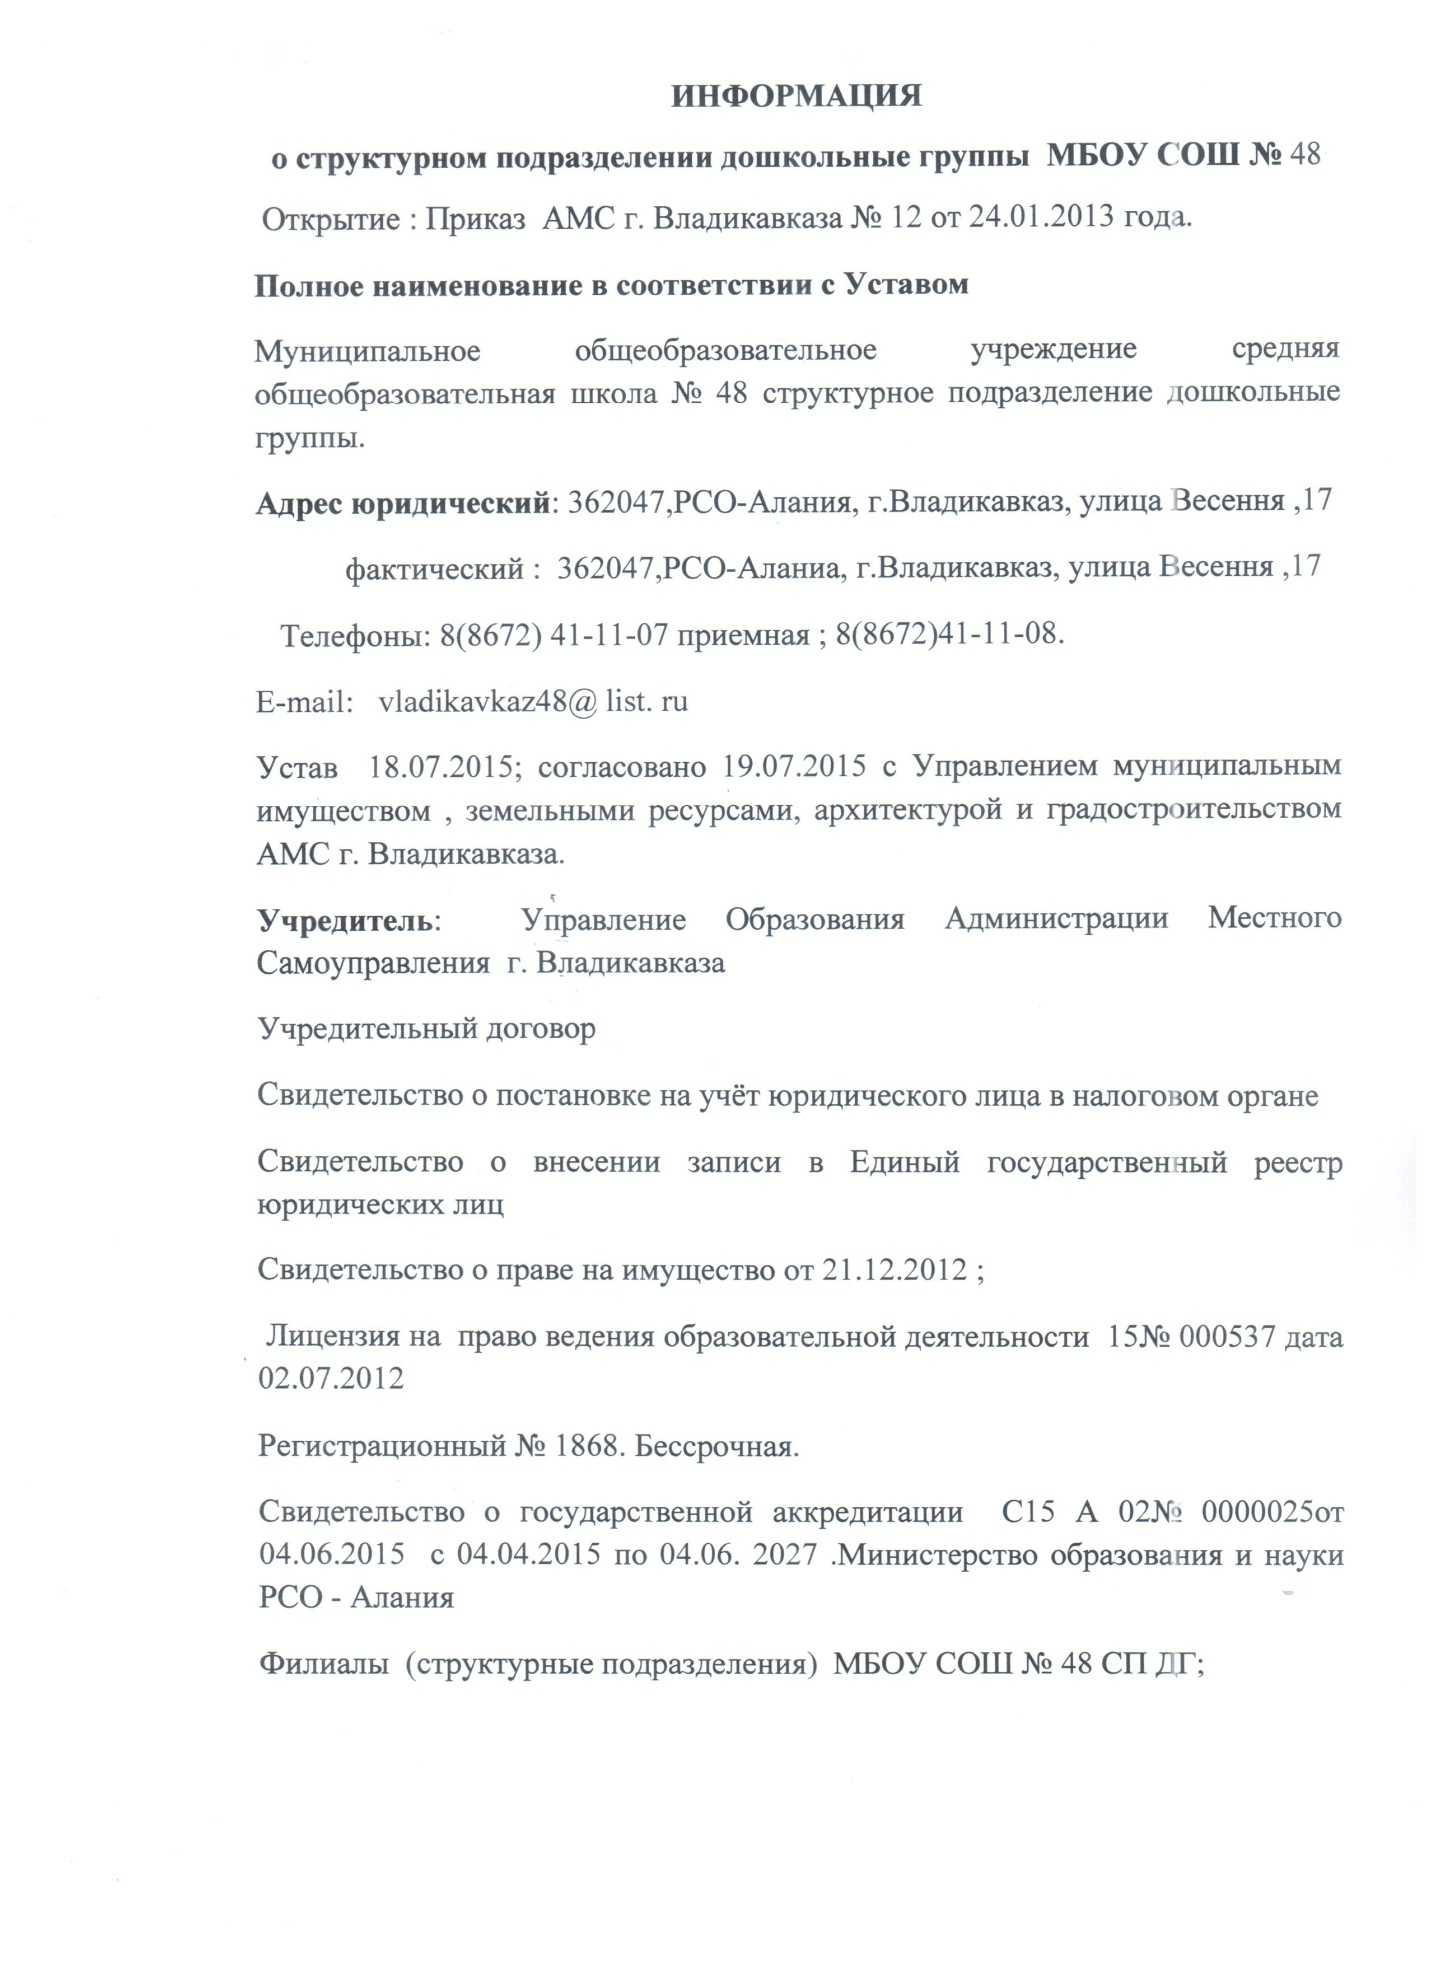 ИНФОРМАЦИЯ
о структурном подразделении дошкольные группы МБОУ СОШ № 48
Открытие : Приказ АМС г. Владикавказа № 12 от 24.01.2013 года.
Полное наименование в соответствии с Уставом
Муниципальное общеобразовательное учреждение средняя
общеобразовательная школа № 48 структурное подразделение дошкольные
группы.
Адрес юридический: 362047,РСО-Алания, г.Владикавказ, улица Весення ,17
фактический : 362047,РСО-Аланиа, г.Владикавказ, улица Весення ,17
Телефоны: 8(8672) 41-11-07 приемная ; 8(8672)41-11-08.
E-mail: vladikavkaz48@ list. ru
Устав 18.07.2015; согласовано 19.07.2015 с Управлением муниципальным
имуществом , земельными ресурсами, архитектурой и градостроительством
АМС г. Владикавказа.
Учредитель: Управление Образования Администрации Местного
Самоуправления г. Владикавказа
Учредительный договор
Свидетельство о постановке на учёт юридического лица в налоговом органе
Свидетельство о внесении записи в Единый государственный реестр
юридических лиц
Свидетельство о праве на имущество от 21.12.2012 ;
Лицензия на право ведения образовательной деятельности 15№ 000537 дата
02.07.2012
Регистрационный № 1868. Бессрочная.
Свидетельство о государственной аккредитации С15 А 02№ 0000025от
04.06.2015 с 04.04.2015 по 04.06. 2027 .Министерство образования и науки
РСО - Алания
Филиалы (структурные подразделения) МБОУ СОШ № 48 СП ДГ;